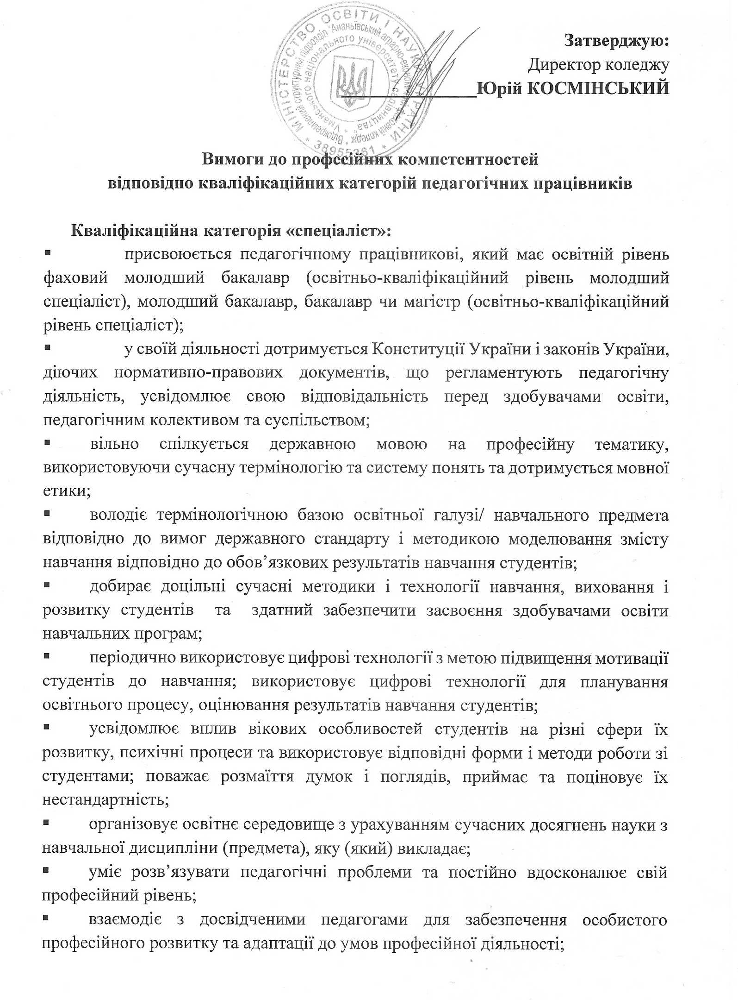 МІНІСТЕРСТВО ОСВІТИ І НАУКИ УКРАЇНИ
* 38955361 *
Відокремлений структурний підрозділ "Ананьївський аграрно-економічний фаховий коледж
Уманського національного університету садівництва"
Затверджую:
Директор коледжу
Юрій КОСМІНСЬКИЙ
Вимоги до професійних компетентностей
відповідно кваліфікаційних категорій педагогічних працівників
Кваліфікаційна категорія «спеціаліст»:
▪ присвоюється педагогічному працівникові, який має освітній рівень
фаховий молодший бакалавр (освітньо-кваліфікаційний рівень молодший
спеціаліст), молодший бакалавр, бакалавр чи магістр (освітньо-кваліфікаційний
рівень спеціаліст);
▪ у своїй діяльності дотримується Конституції України і законів України,
діючих нормативно-правових документів, що регламентують педагогічну
діяльність, усвідомлює свою відповідальність перед здобувачами освіти,
педагогічним колективом та суспільством;
▪ вільно спілкується державною мовою на професійну тематику,
використовуючи сучасну термінологію та систему понять та дотримується мовної
етики;
▪ володіє термінологічною базою освітньої галузі/ навчального предмета
відповідно до вимог державного стандарту і методикою моделювання змісту
навчання відповідно до обов’язкових результатів навчання студентів;
▪ добирає доцільні сучасні методики і технології навчання, виховання і
розвитку студентів та здатний забезпечити засвоєння здобувачами освіти
навчальних програм;
▪ періодично використовує цифрові технології з метою підвищення мотивації
студентів до навчання; використовує цифрові технології для планування
освітнього процесу, оцінювання результатів навчання студентів;
▪ усвідомлює вплив вікових особливостей студентів на різні сфери їх
розвитку, психічні процеси та використовує відповідні форми і методи роботи зі
студентами; поважає розмаїття думок і поглядів, приймає та поціновує їх
нестандартність;
▪ організовує освітнє середовище з урахуванням сучасних досягнень науки з
навчальної дисципліни (предмета), яку (який) викладає;
▪ уміє розв’язувати педагогічні проблеми та постійно вдосконалює свій
професійний рівень;
▪ взаємодіє з досвідченими педагогами для забезпечення особистого
професійного розвитку та адаптації до умов професійної діяльності;